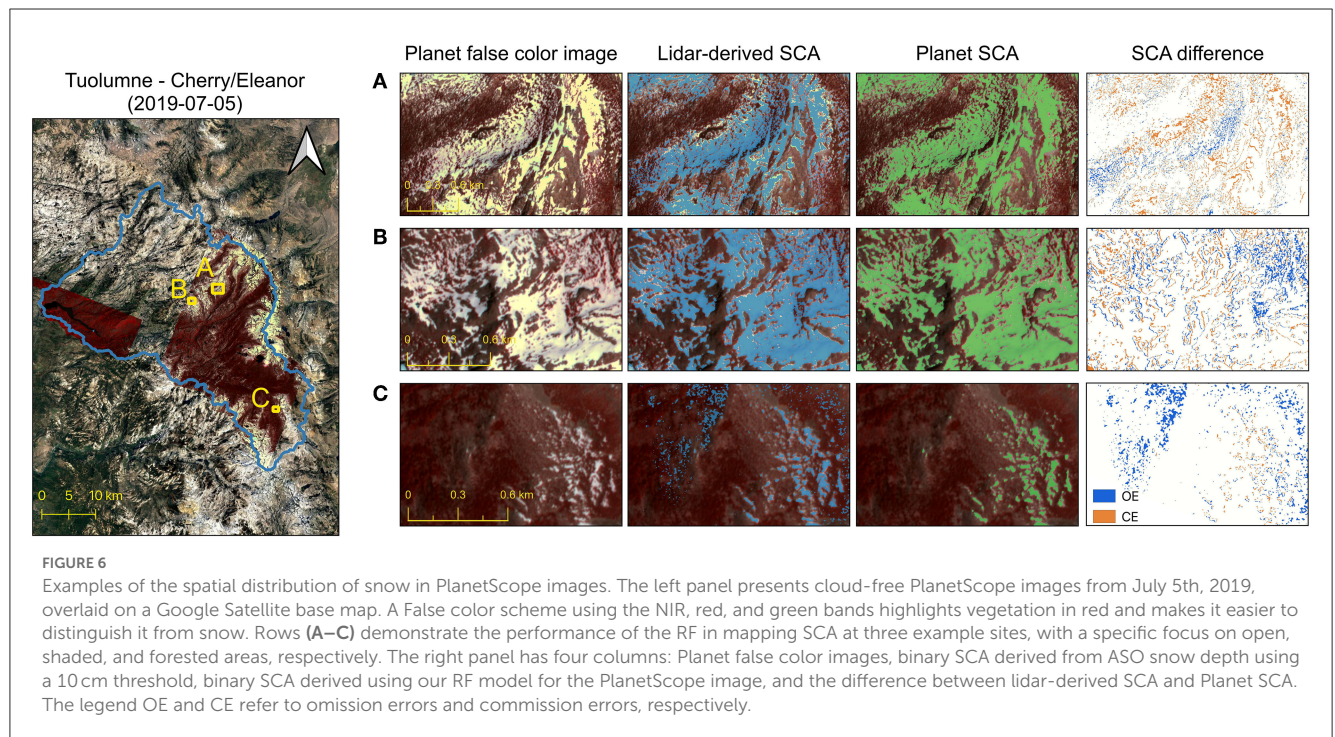 Planet false color image Lidar-derived SCA Planet SCA SCA difference
Tuolumne - Cherry/Eleanor
(2019-07-05)
A
B
C
0 5 10 km
A
0 0.3 0.6 km
B
0 0.3 0.6 km
C
0 0.3 0.6 km
OE
CE
FIGURE 6
Examples of the spatial distribution of snow in PlanetScope images. The left panel presents cloud-free PlanetScope images from July 5th, 2019,
overlaid on a Google Satellite base map. A False color scheme using the NIR, red, and green bands highlights vegetation in red and makes it easier to
distinguish it from snow. Rows (A–C) demonstrate the performance of the RF in mapping SCA at three example sites, with a specific focus on open,
shaded, and forested areas, respectively. The right panel has four columns: Planet false color images, binary SCA derived from ASO snow depth using
a 10 cm threshold, binary SCA derived using our RF model for the PlanetScope image, and the difference between lidar-derived SCA and Planet SCA.
The legend OE and CE refer to omission errors and commission errors, respectively.